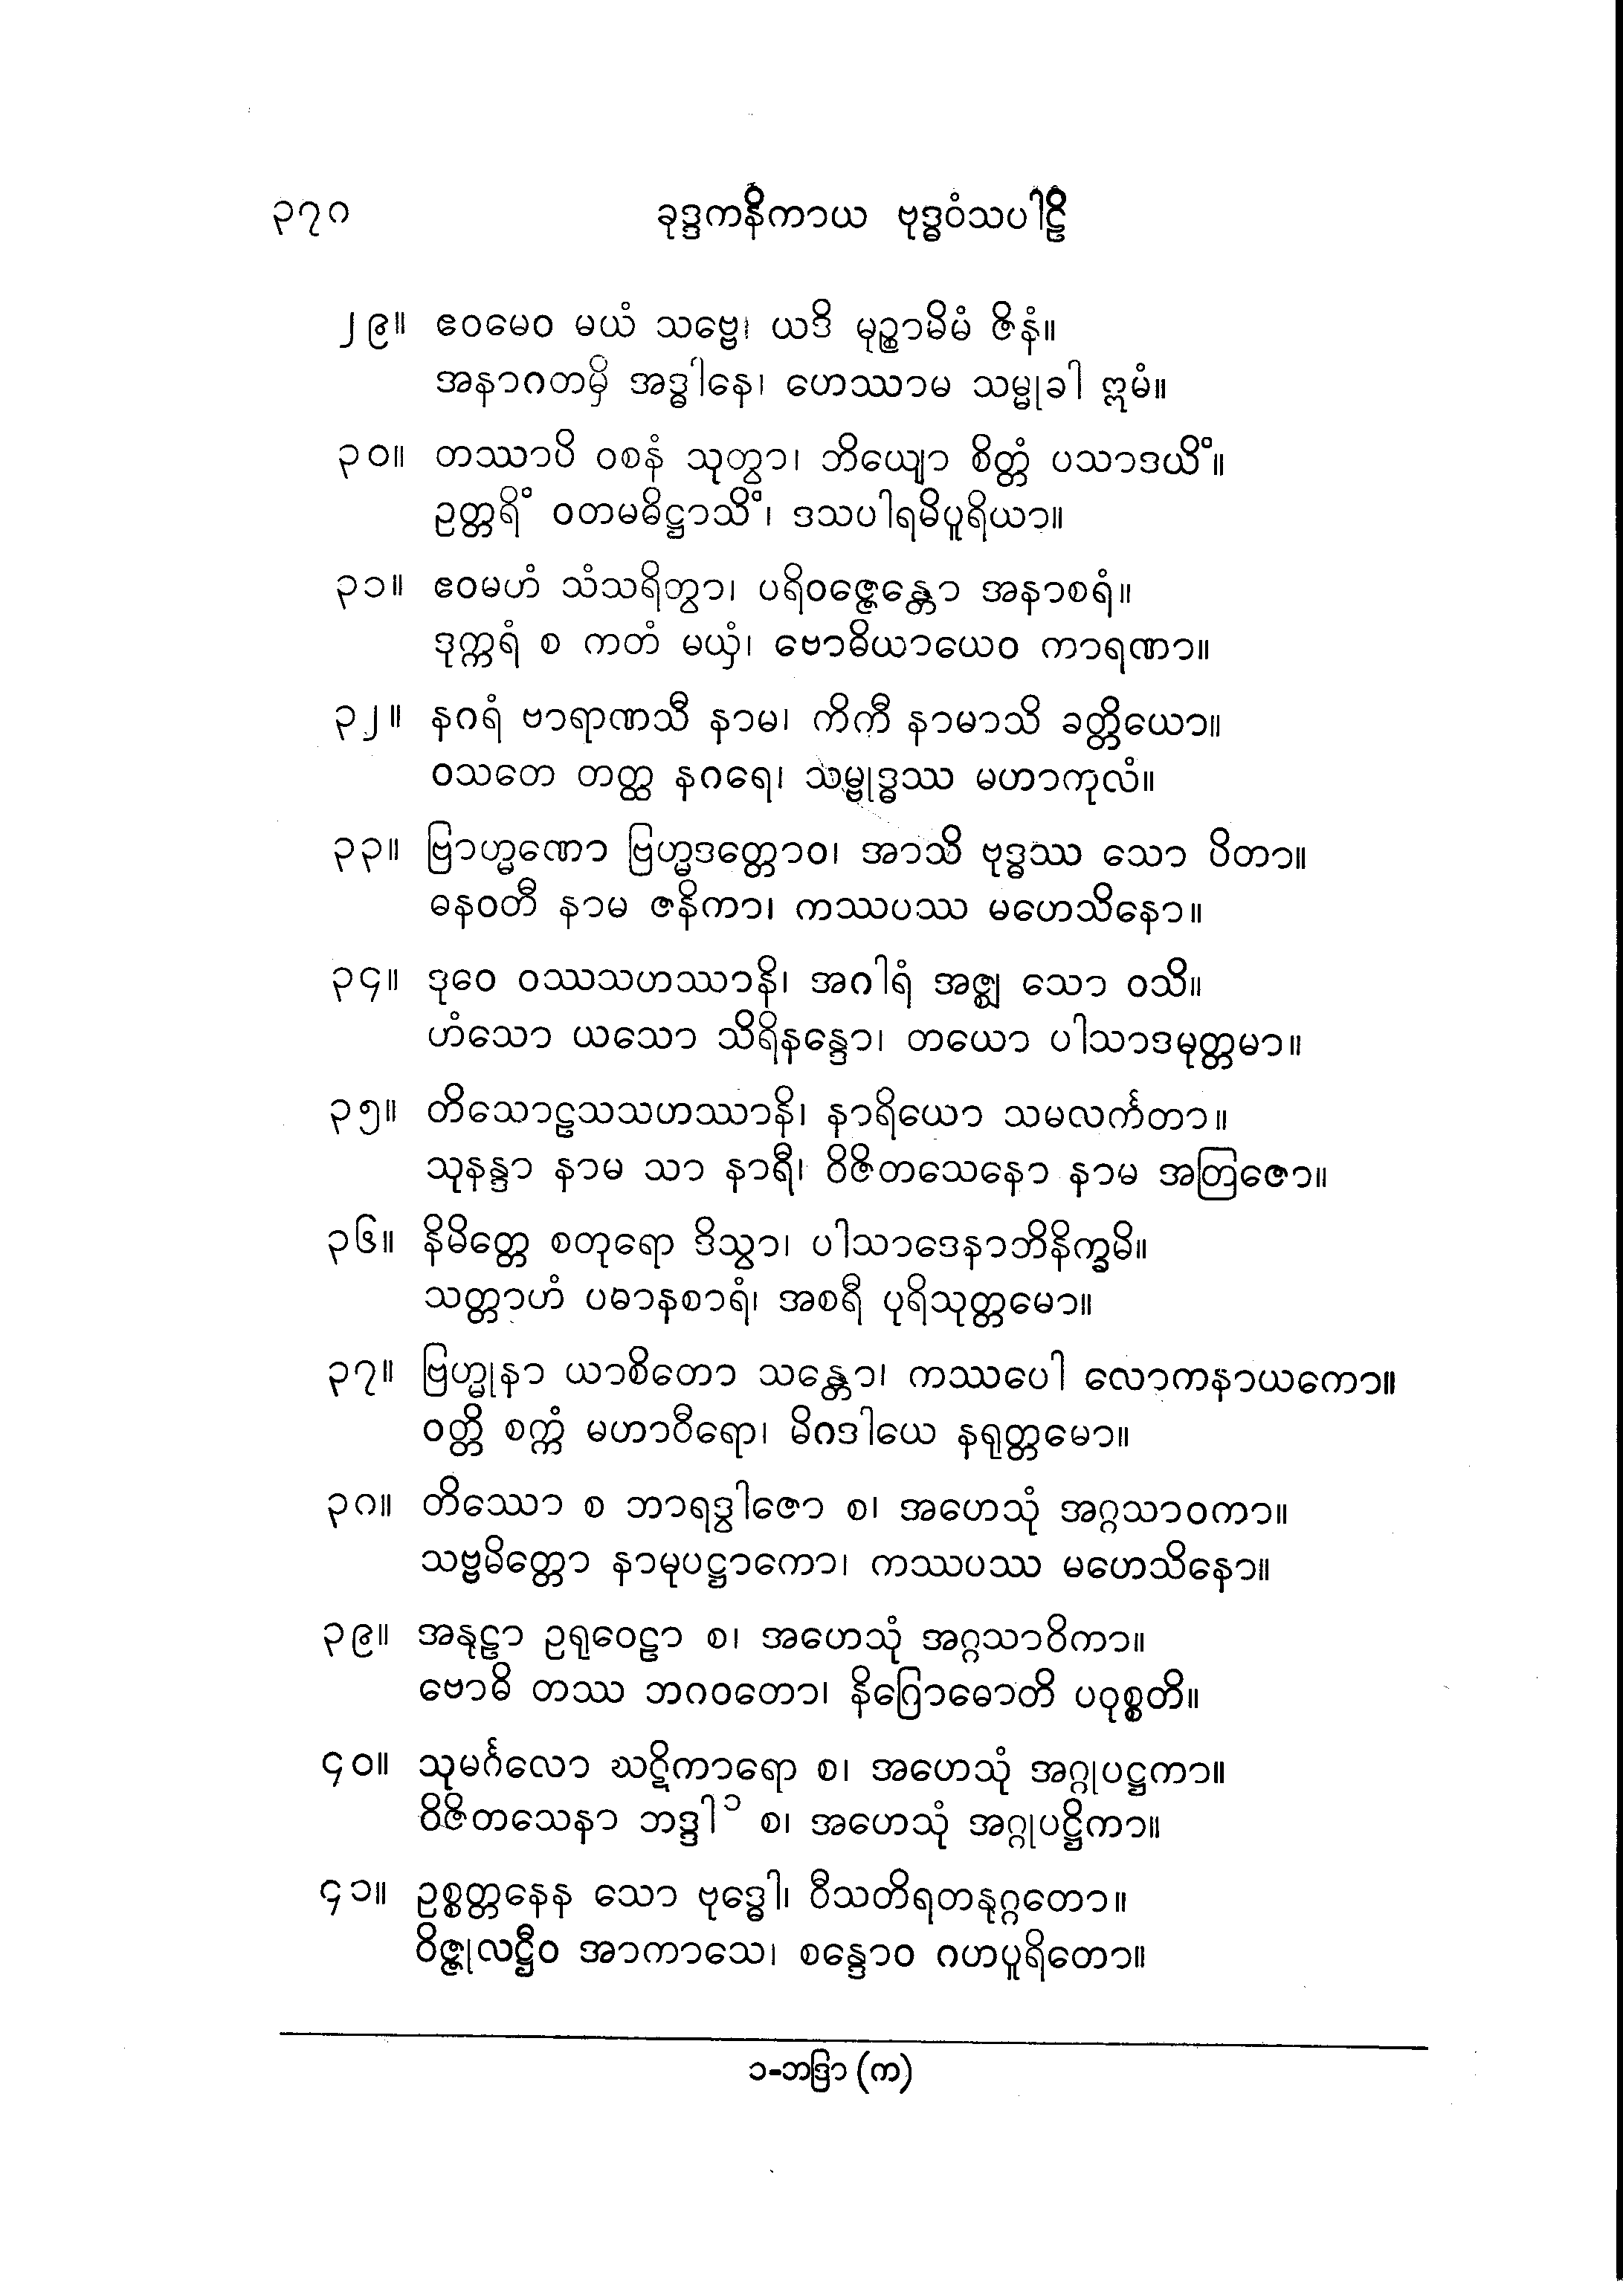 ၃၇၈ ခုဒ္ဒကနိကာယ ဗုဒ္ဓဝံသပါဠိ
၂၉။ ဧဝမေဝ မယံ သဗ္ဗေ၊ ယဒိ မုဉ္စာမိမံ ဇိနံ။
အနာဂတမှိ အဒ္ဓါနေ၊ ဟေဿာမ သမ္မုခါ ဣမံ။
၃၀။ တဿာပိ ဝစနံ သုတွာ၊ ဘိယျော စိတ္တံ ပသာဒယိံ။
ဥတ္တရိံ ဝတမဓိဋ္ဌာသိံ၊ ဒသပါရမိပူရိယာ။
၃၁။ ဧဝမဟံ သံသရိတွာ၊ ပရိဝဇ္ဇေန္တော အနာစရံ။
ဒုက္ကရံ စ ကတံ မယှံ၊ ဗောဓိယာယေဝ ကာရဏာ။
၃၂။ နဂရံ ဗာရာဏသီ နာမ၊ ကိကီ နာမာသိ ခတ္တိယော။
ဝသတေ တတ္ထ နဂရေ၊ သမ္ဗုဒ္ဓဿ မဟာကုလံ။
၃၃။ ဗြာဟ္မဏော ဗြဟ္မဒတ္တောဝ၊ အာသိ ဗုဒ္ဓဿ သော ပိတာ။
ဓနဝတီ နာမ ဇနိကာ၊ ကဿပဿ မဟေသိနော။
၃၄။ ဒုဝေ ဝဿသဟဿာနိ၊ အဂါရံ အဇ္ဈ သော ဝသိ။
ဟံသော ယသော သိရိနန္ဒော၊ တယော ပါသာဒမုတ္တမာ။
၃၅။ တိသောဠသသဟဿာနိ၊ နာရိယော သမလင်္ကတာ။
သုနန္ဒာ နာမ သာ နာရီ၊ ဝိဇိတသေနော နာမ အတြဇော။
၃၆။ နိမိတ္တေ စတုရော ဒိသွာ၊ ပါသာဒေနာဘိနိက္ခမိ။
သတ္တာဟံ ပဓာနစာရံ၊ အစရီ ပုရိသုတ္တမော။
၃၇။ ဗြဟ္မုနာ ယာစိတော သန္တော၊ ကဿပေါ လောကနာယကော။
ဝတ္တိ စက္ကံ မဟာဝီရော၊ မိဂဒါယေ နရုတ္တမော။
၃၈။ တိဿော စ ဘာရဒွါဇော စ၊ အဟေသုံ အဂ္ဂသာဝကာ။
သဗ္ဗမိတ္တော နာမုပဋ္ဌာကော၊ ကဿပဿ မဟေသိနော။
၃၉။ အနုဠာ ဥရုဝေဠာ စ၊ အဟေသုံ အဂ္ဂသာဝိကာ။
ဗောဓိ တဿ ဘဂဝတော၊ နိဂြောဓောတိ ပဝုစ္စတိ။
၄၀။ သုမင်္ဂလော ဃဋိကာရော စ၊ အဟေသုံ အဂ္ဂုပဋ္ဌကာ။
ဝိဇိတသေနာ ဘဒ္ဒါ၁ စ၊ အဟေသုံ အဂ္ဂုပဋ္ဌိကာ။
၄၁။ ဥစ္စတ္တနေန သော ဗုဒ္ဓေါ၊ ဝီသတိရတနုဂ္ဂတော။
ဝိဇ္ဇုလဋ္ဌီဝ အာကာသေ၊ စန္ဒောဝ ဂဟပူရိတော။
၁-ဘဒြာ (က)